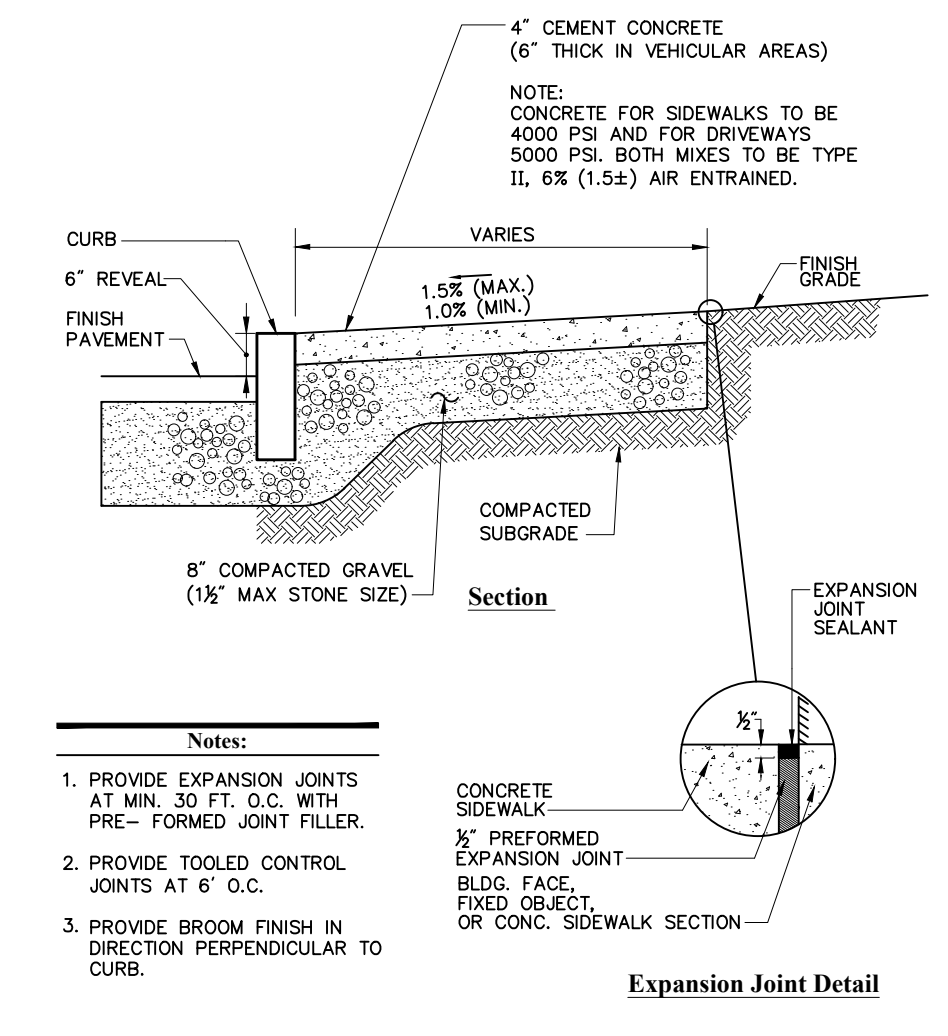 4" CEMENT CONCRETE
(6" THICK IN VEHICULAR AREAS)
NOTE:
CONCRETE FOR SIDEWALKS TO BE
4000 PSI AND FOR DRIVEWAYS
5000 PSI. BOTH MIXES TO BE TYPE
II, 6% (1.5±) AIR ENTRAINED.
VARIES
CURB
6" REVEAL
FINISH
PAVEMENT
1.5% (MAX.)
1.0% (MIN.)
FINISH
GRADE
COMPACTED
SUBGRADE
8" COMPACTED GRAVEL
(1½" MAX STONE SIZE)
Section
EXPANSION
JOINT
SEALANT
½"
CONCRETE
SIDEWALK
½" PREFORMED
EXPANSION JOINT
BLDG. FACE,
FIXED OBJECT,
OR CONC. SIDEWALK SECTION
Expansion Joint Detail
Notes:
1. PROVIDE EXPANSION JOINTS
AT MIN. 30 FT. O.C. WITH
PRE- FORMED JOINT FILLER.
2. PROVIDE TOOLED CONTROL
JOINTS AT 6' O.C.
3. PROVIDE BROOM FINISH IN
DIRECTION PERPENDICULAR TO
CURB.